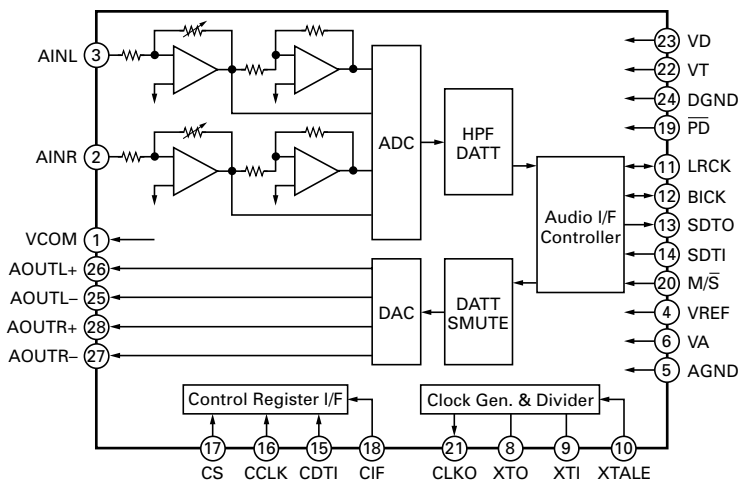 3 AINL
2 AINR
1 VCOM
26 AOUTL+
25 AOUTL−
28 AOUTR+
27 AOUTR−
ADC
HPF
DATT
Audio I/F
Controller
DAC
DATT
SMUTE
23 VD
22 VT
24 DGND
19 P̅D̅
11 LRCK
12 BICK
13 SDTO
14 SDTI
20 M/S̅
4 VREF
6 VA
5 AGND
Control Register I/F
Clock Gen. & Divider
17 CS
16 CCLK
15 CDTI
18 CIF
21 CLKO
8 XTO
9 XTI
10 XTALE